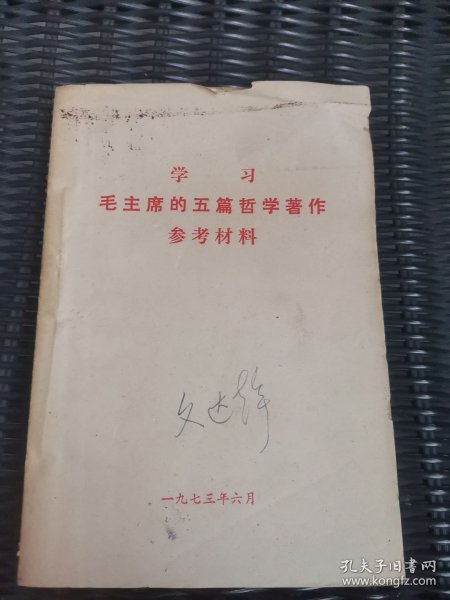 学 习
毛主席的五篇哲学著作
参考材料
一九七三年六月
孔夫子旧书网
www.kongfz.com